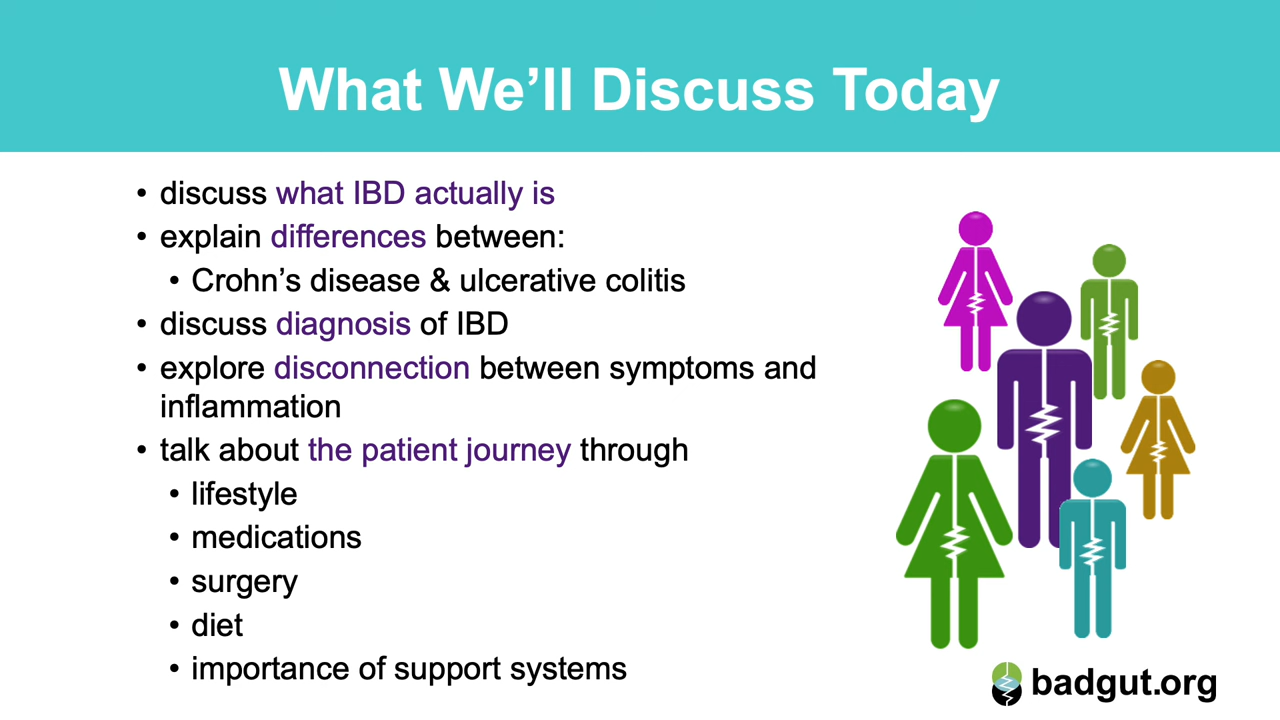 What We’ll Discuss Today
• discuss what IBD actually is
• explain differences between:
• Crohn’s disease & ulcerative colitis
• discuss diagnosis of IBD
• explore disconnection between symptoms and
inflammation
• talk about the patient journey through
• lifestyle
• medications
• surgery
• diet
• importance of support systems
badgut.org